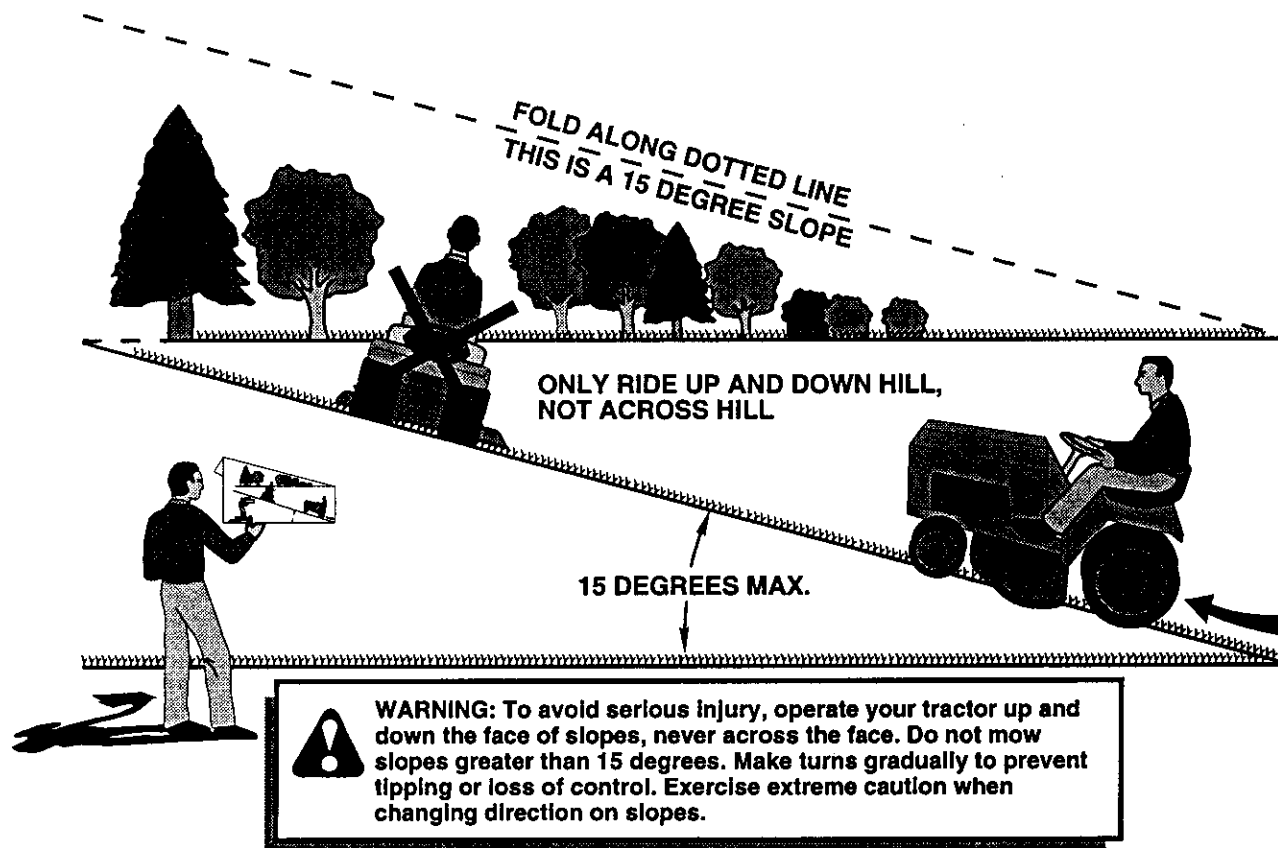 FOLD ALONG DOTTED LINE
THIS IS A 15 DEGREE SLOPE
ONLY RIDE UP AND DOWN HILL,
NOT ACROSS HILL
15 DEGREES MAX.
WARNING: To avoid serious injury, operate your tractor up and
down the face of slopes, never across the face. Do not mow
slopes greater than 15 degrees. Make turns gradually to prevent
tipping or loss of control. Exercise extreme caution when
changing direction on slopes.